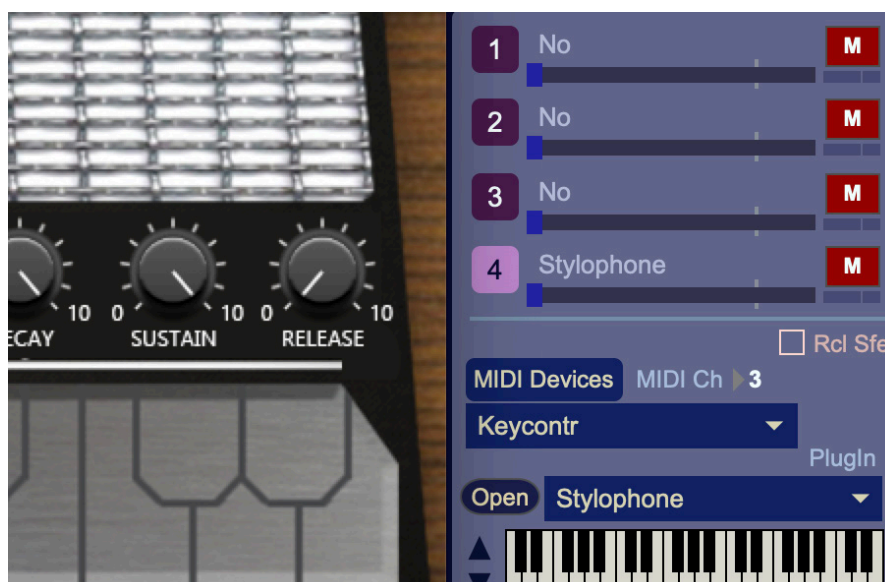 10 0 10 0 10
ECAY SUSTAIN RELEASE
1 No M
2 No M
3 No M
4 Stylophone M
Rcl Sfe
MIDI Devices MIDI Ch 3
Keycontr
PlugIn
Open Stylophone